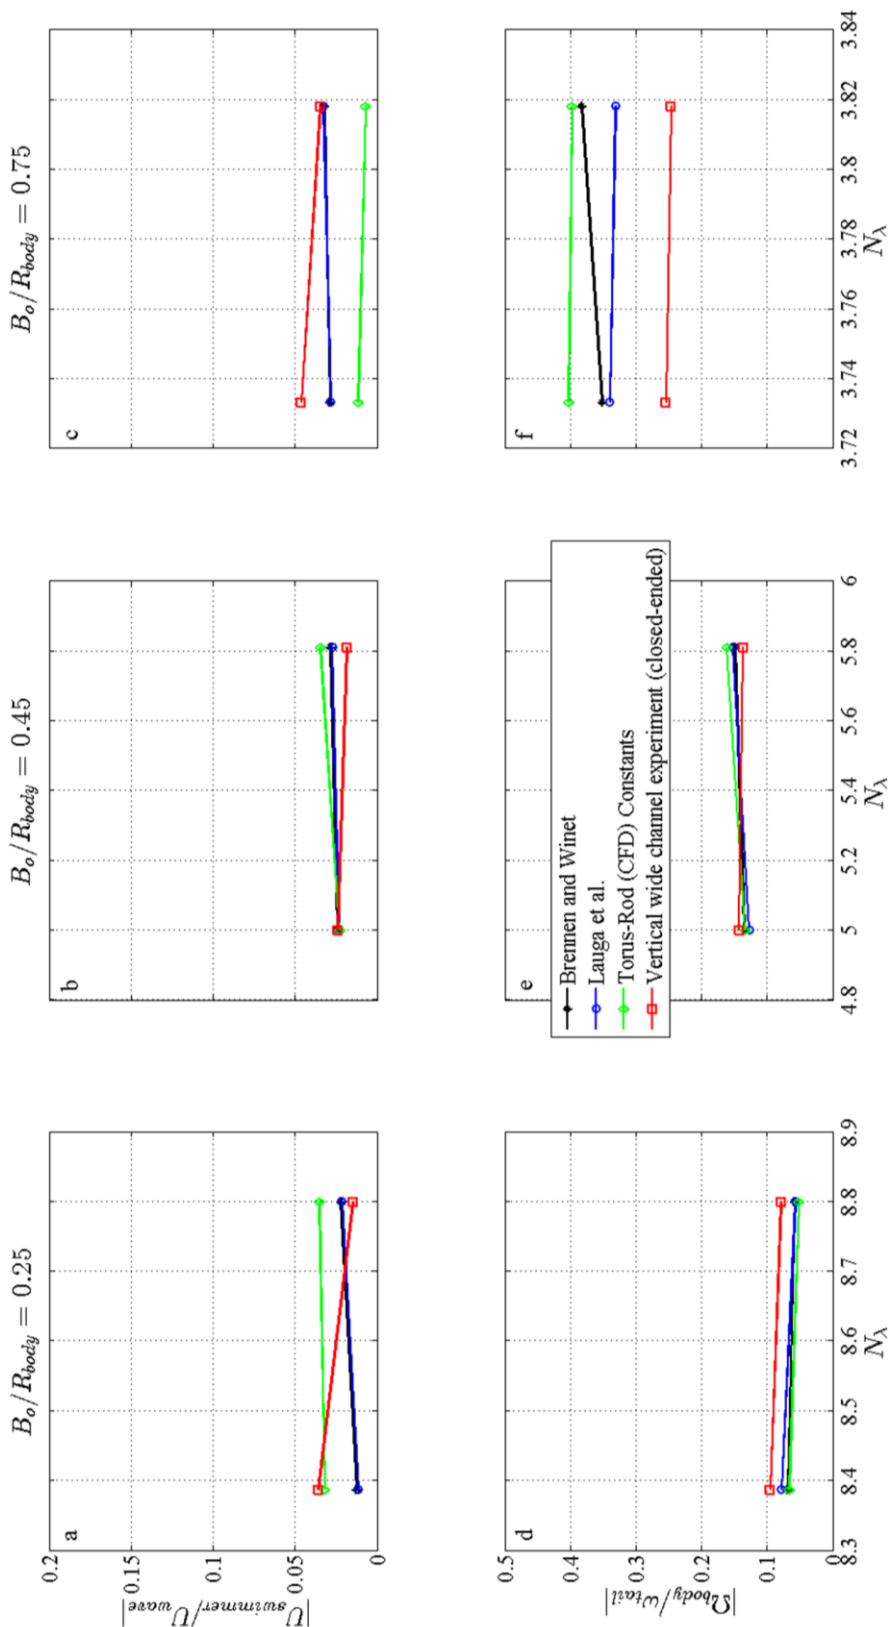 B_o/R_body = 0.25
B_o/R_body = 0.45
B_o/R_body = 0.75
|U_swimmer/U_wave|
0.2
0.15
0.1
0.05
0
a
b
c
|Ω_body/ω_tail|
0.5
0.4
0.3
0.2
0.1
0
d
8.3 8.4 8.5 8.6 8.7 8.8 8.9
N_λ
e
Brennen and Winet
Lauga et al.
Torus-Rod (CFD) Constants
Vertical wide channel experiment (closed-ended)
4.8 5 5.2 5.4 5.6 5.8 6
N_λ
f
3.72 3.74 3.76 3.78 3.8 3.82 3.84
N_λ